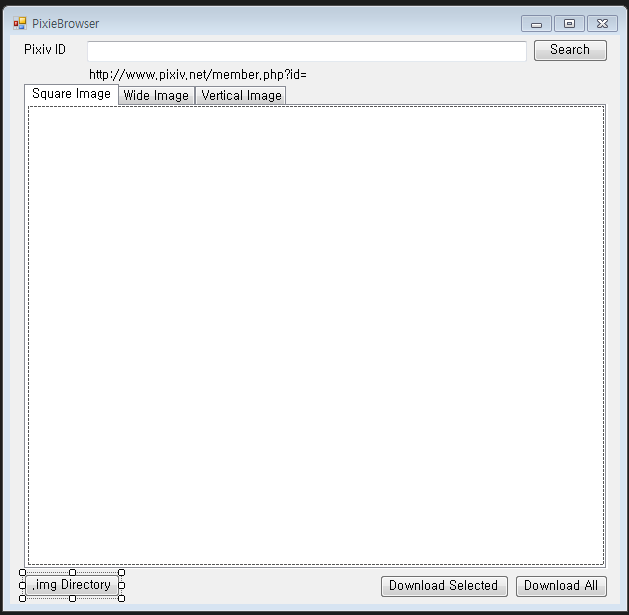 PixieBrowser
Pixiv ID
Search
http://www.pixiv.net/member.php?id=
Square Image
Wide Image
Vertical Image
.img Directory
Download Selected
Download All